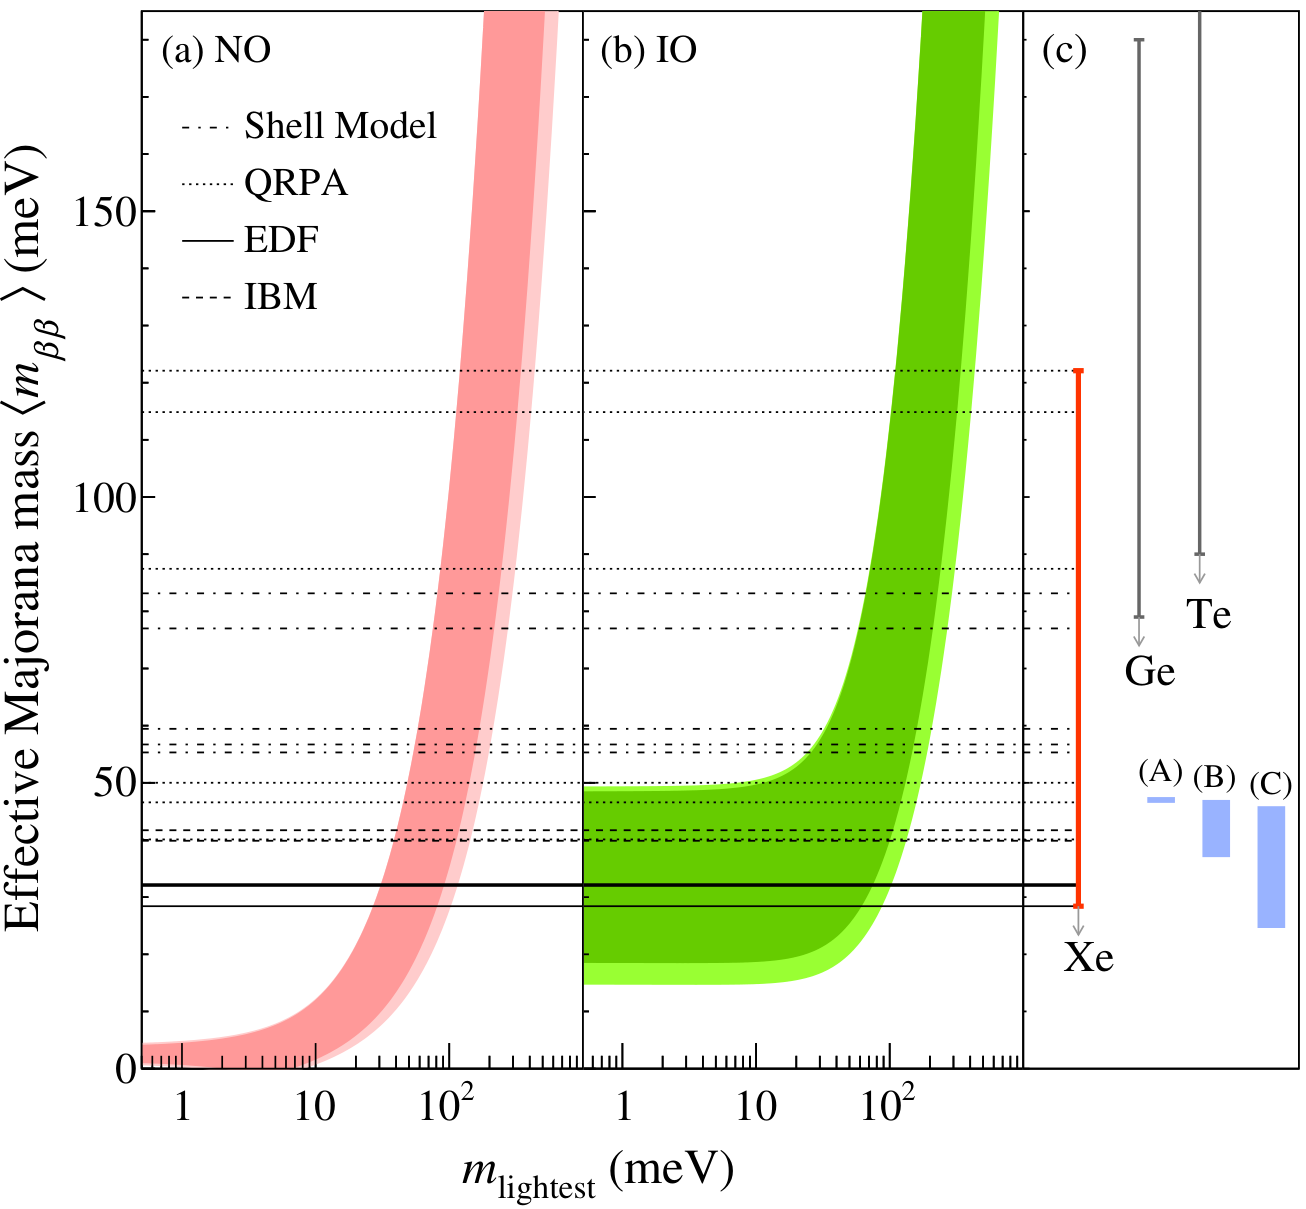 (a) NO
(b) IO
(c)
Shell Model
QRPA
EDF
IBM
Effective Majorana mass ⟨m_ββ⟩ (meV)
150
100
50
0
Te
Ge
(A) (B) (C)
Xe
1 10 10²
1 10 10²
m_lightest (meV)